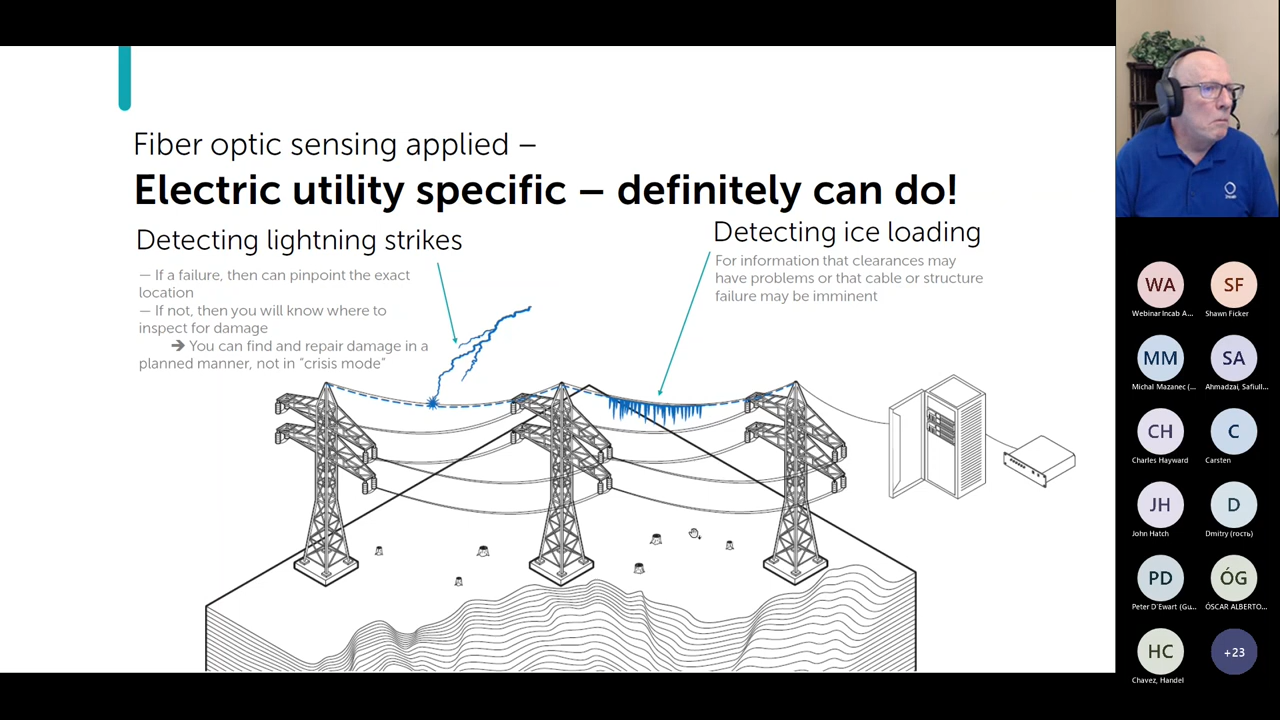 Fiber optic sensing applied –
Electric utility specific – definitely can do!
Detecting lightning strikes
— If a failure, then can pinpoint the exact
location
— If not, then you will know where to
inspect for damage
➔ You can find and repair damage in a
planned manner, not in “crisis mode”
Detecting ice loading
For information that clearances may
have problems or that cable or structure
failure may be imminent
WA
Webinar Incab A...
SF
Shawn Ficker
MM
Michal Mazanec (...
SA
Ahmadzai, Safiull...
CH
Charles Hayward
C
Carsten
JH
John Hatch
D
Dmitry (гость)
PD
Peter D'Ewart (Gu...
ÓG
ÓSCAR ALBERTO...
HC
Chavez, Handel
+23